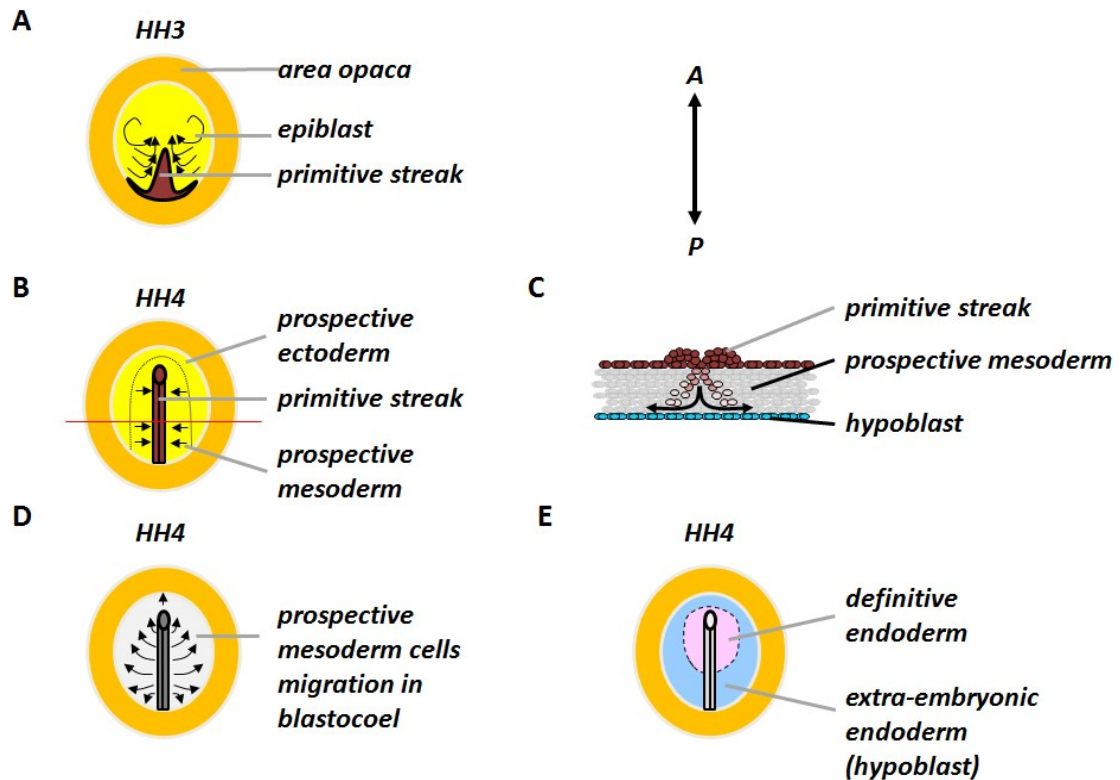 A
HH3
area opaca
epiblast
primitive streak
A
P
B
HH4
prospective
ectoderm
primitive streak
prospective
mesoderm
C
primitive streak
prospective mesoderm
hypoblast
D
HH4
prospective
mesoderm cells
migration in
blastocoel
E
HH4
definitive
endoderm
extra-embryonic
endoderm
(hypoblast)